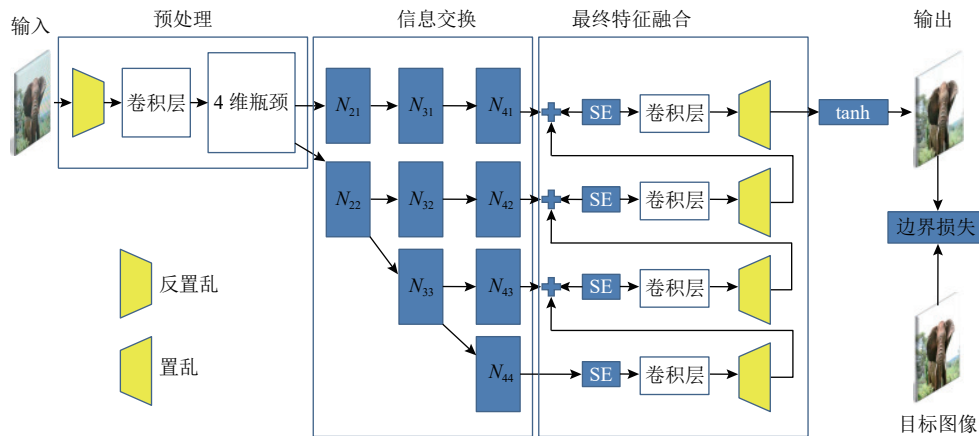 输入
预处理
信息交换
最终特征融合
输出
卷积层
4 维瓶颈
N21
N31
N41
SE
卷积层
tanh
N22
N32
N42
SE
卷积层
边界损失
反置乱
N33
N43
SE
卷积层
置乱
N44
SE
卷积层
目标图像